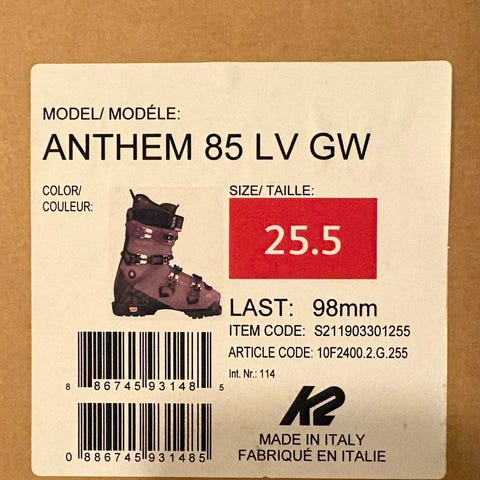 MODEL/ MODÉLE:
ANTHEM 85 LV GW
COLOR/
COULEUR:
SIZE/ TAILLE:
25.5
LAST: 98mm
ITEM CODE: S211903301255
ARTICLE CODE: 10F2400.2.G.255
Int. Nr.: 114
8 86745 93148 5
K2
0 886745 931485
MADE IN ITALY
FABRIQUÉ EN ITALIE